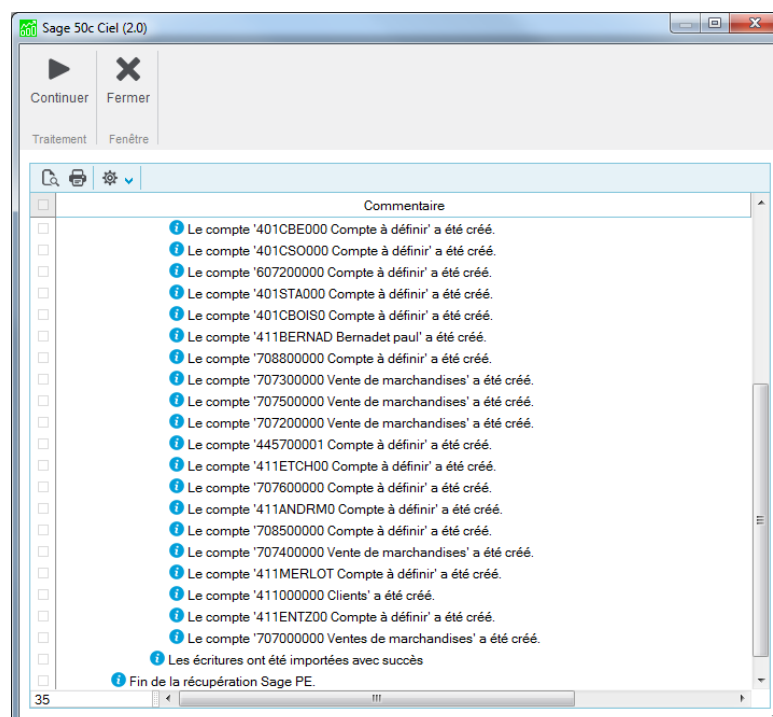 Sage 50c Ciel (2.0)
Continuer
Fermer
Traitement
Fenêtre
Commentaire
Le compte '401CBE000 Compte à définir' a été créé.
Le compte '401CSO000 Compte à définir' a été créé.
Le compte '607200000 Compte à définir' a été créé.
Le compte '401STA000 Compte à définir' a été créé.
Le compte '401CBOIS0 Compte à définir' a été créé.
Le compte '411BERNAD Bernadet paul' a été créé.
Le compte '708800000 Compte à définir' a été créé.
Le compte '707300000 Vente de marchandises' a été créé.
Le compte '707500000 Vente de marchandises' a été créé.
Le compte '707200000 Vente de marchandises' a été créé.
Le compte '445700001 Compte à définir' a été créé.
Le compte '411ETCH00 Compte à définir' a été créé.
Le compte '707600000 Compte à définir' a été créé.
Le compte '411ANDRM0 Compte à définir' a été créé.
Le compte '708500000 Compte à définir' a été créé.
Le compte '707400000 Vente de marchandises' a été créé.
Le compte '411MERLOT Compte à définir' a été créé.
Le compte '411000000 Clients' a été créé.
Le compte '411ENTZ00 Compte à définir' a été créé.
Le compte '707000000 Ventes de marchandises' a été créé.
Les écritures ont été importées avec succès
Fin de la récupération Sage PE.
35